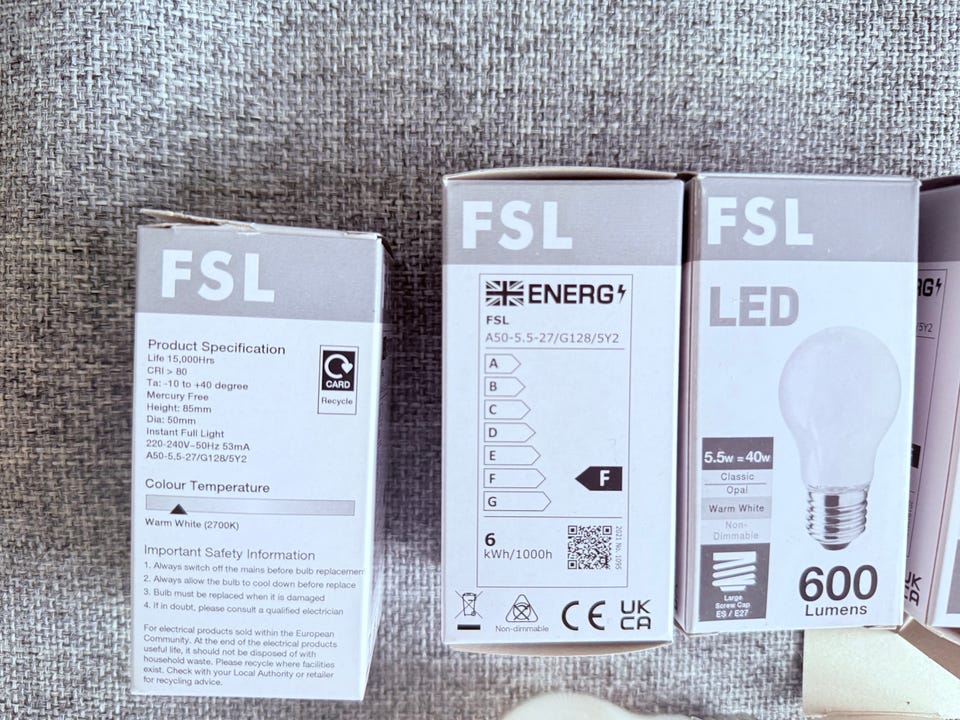 FSL
Product Specification
Life 15,000Hrs
CRI > 80
Ta: -10 to +40 degree
Mercury Free
Height: 85mm
Dia: 50mm
Instant Full Light
220-240V~50Hz 53mA
A50-5.5-27/G128/5Y2
CARD
Recycle
Colour Temperature
Warm White (2700K)
Important Safety Information
1. Always switch off the mains before bulb replacement
2. Always allow the bulb to cool down before replace
3. Bulb must be replaced when it is damaged
4. If in doubt, please consult a qualified electrician
For electrical products sold within the European
Community. At the end of the electrical products
useful life, it should not be disposed of with
household waste. Please recycle where facilities
exist. Check with your Local Authority or retailer
for recycling advice.
FSL
ENERG
FSL
A50-5.5-27/G128/5Y2
A
B
C
D
E
F
F
G
6
kWh/1000h
2021 No. 1095
Non-dimmable
CE
UK
CA
FSL
LED
5.5w = 40w
Classic
Opal
Warm White
Non-
Dimmable
Large
Screw Cap
ES / E27
600
Lumens
RG
5Y2
UK
CA